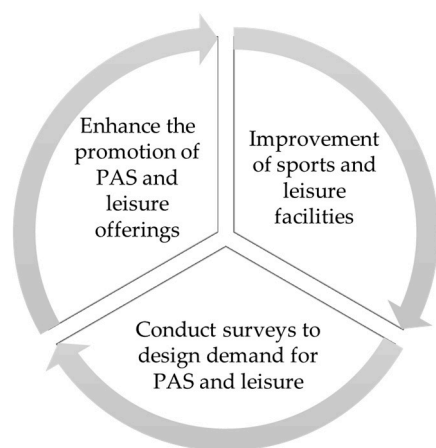 Enhance the
promotion of
PAS and
leisure
offerings
Improvement
of sports and
leisure
facilities
Conduct surveys to
design demand for
PAS and leisure